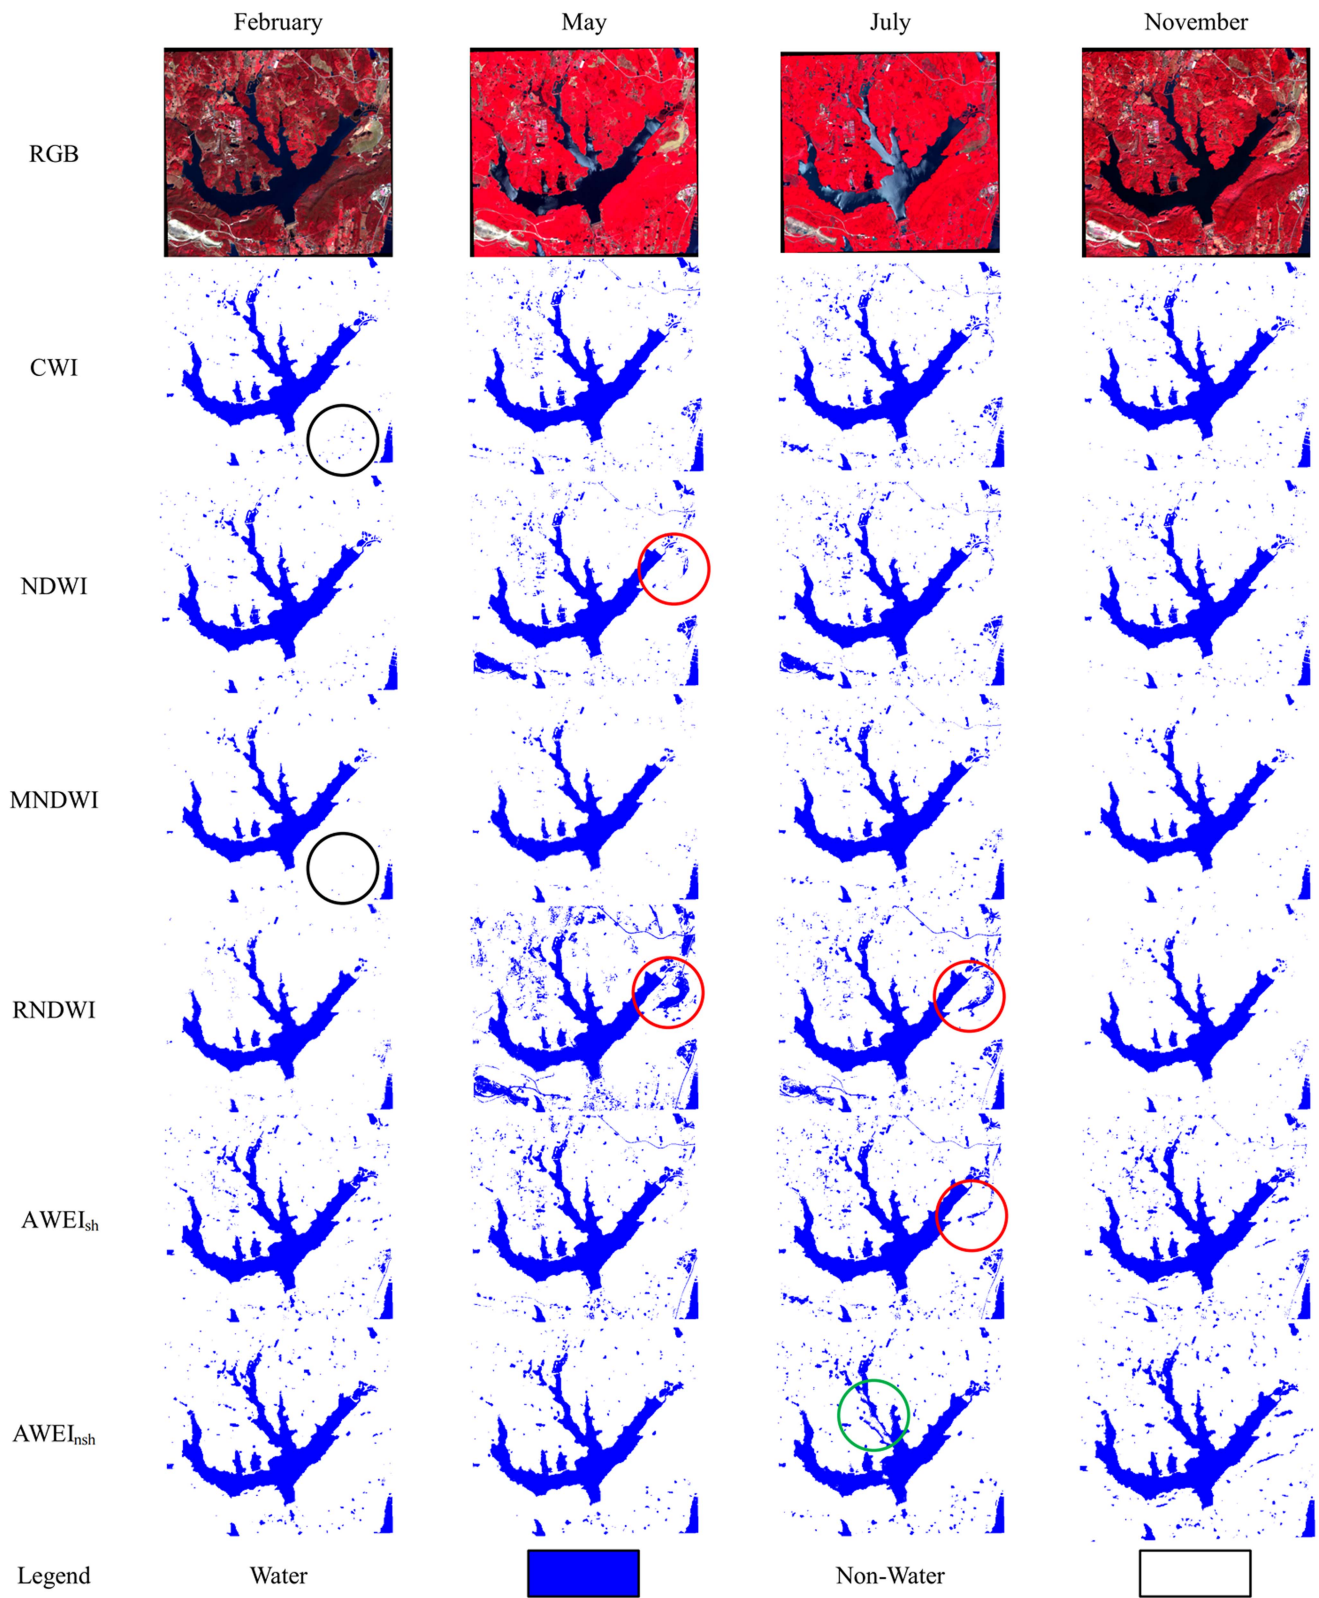 February May July November
RGB
CWI
NDWI
MNDWI
RNDWI
AWEIsh
AWEInsh
Legend Water Non-Water